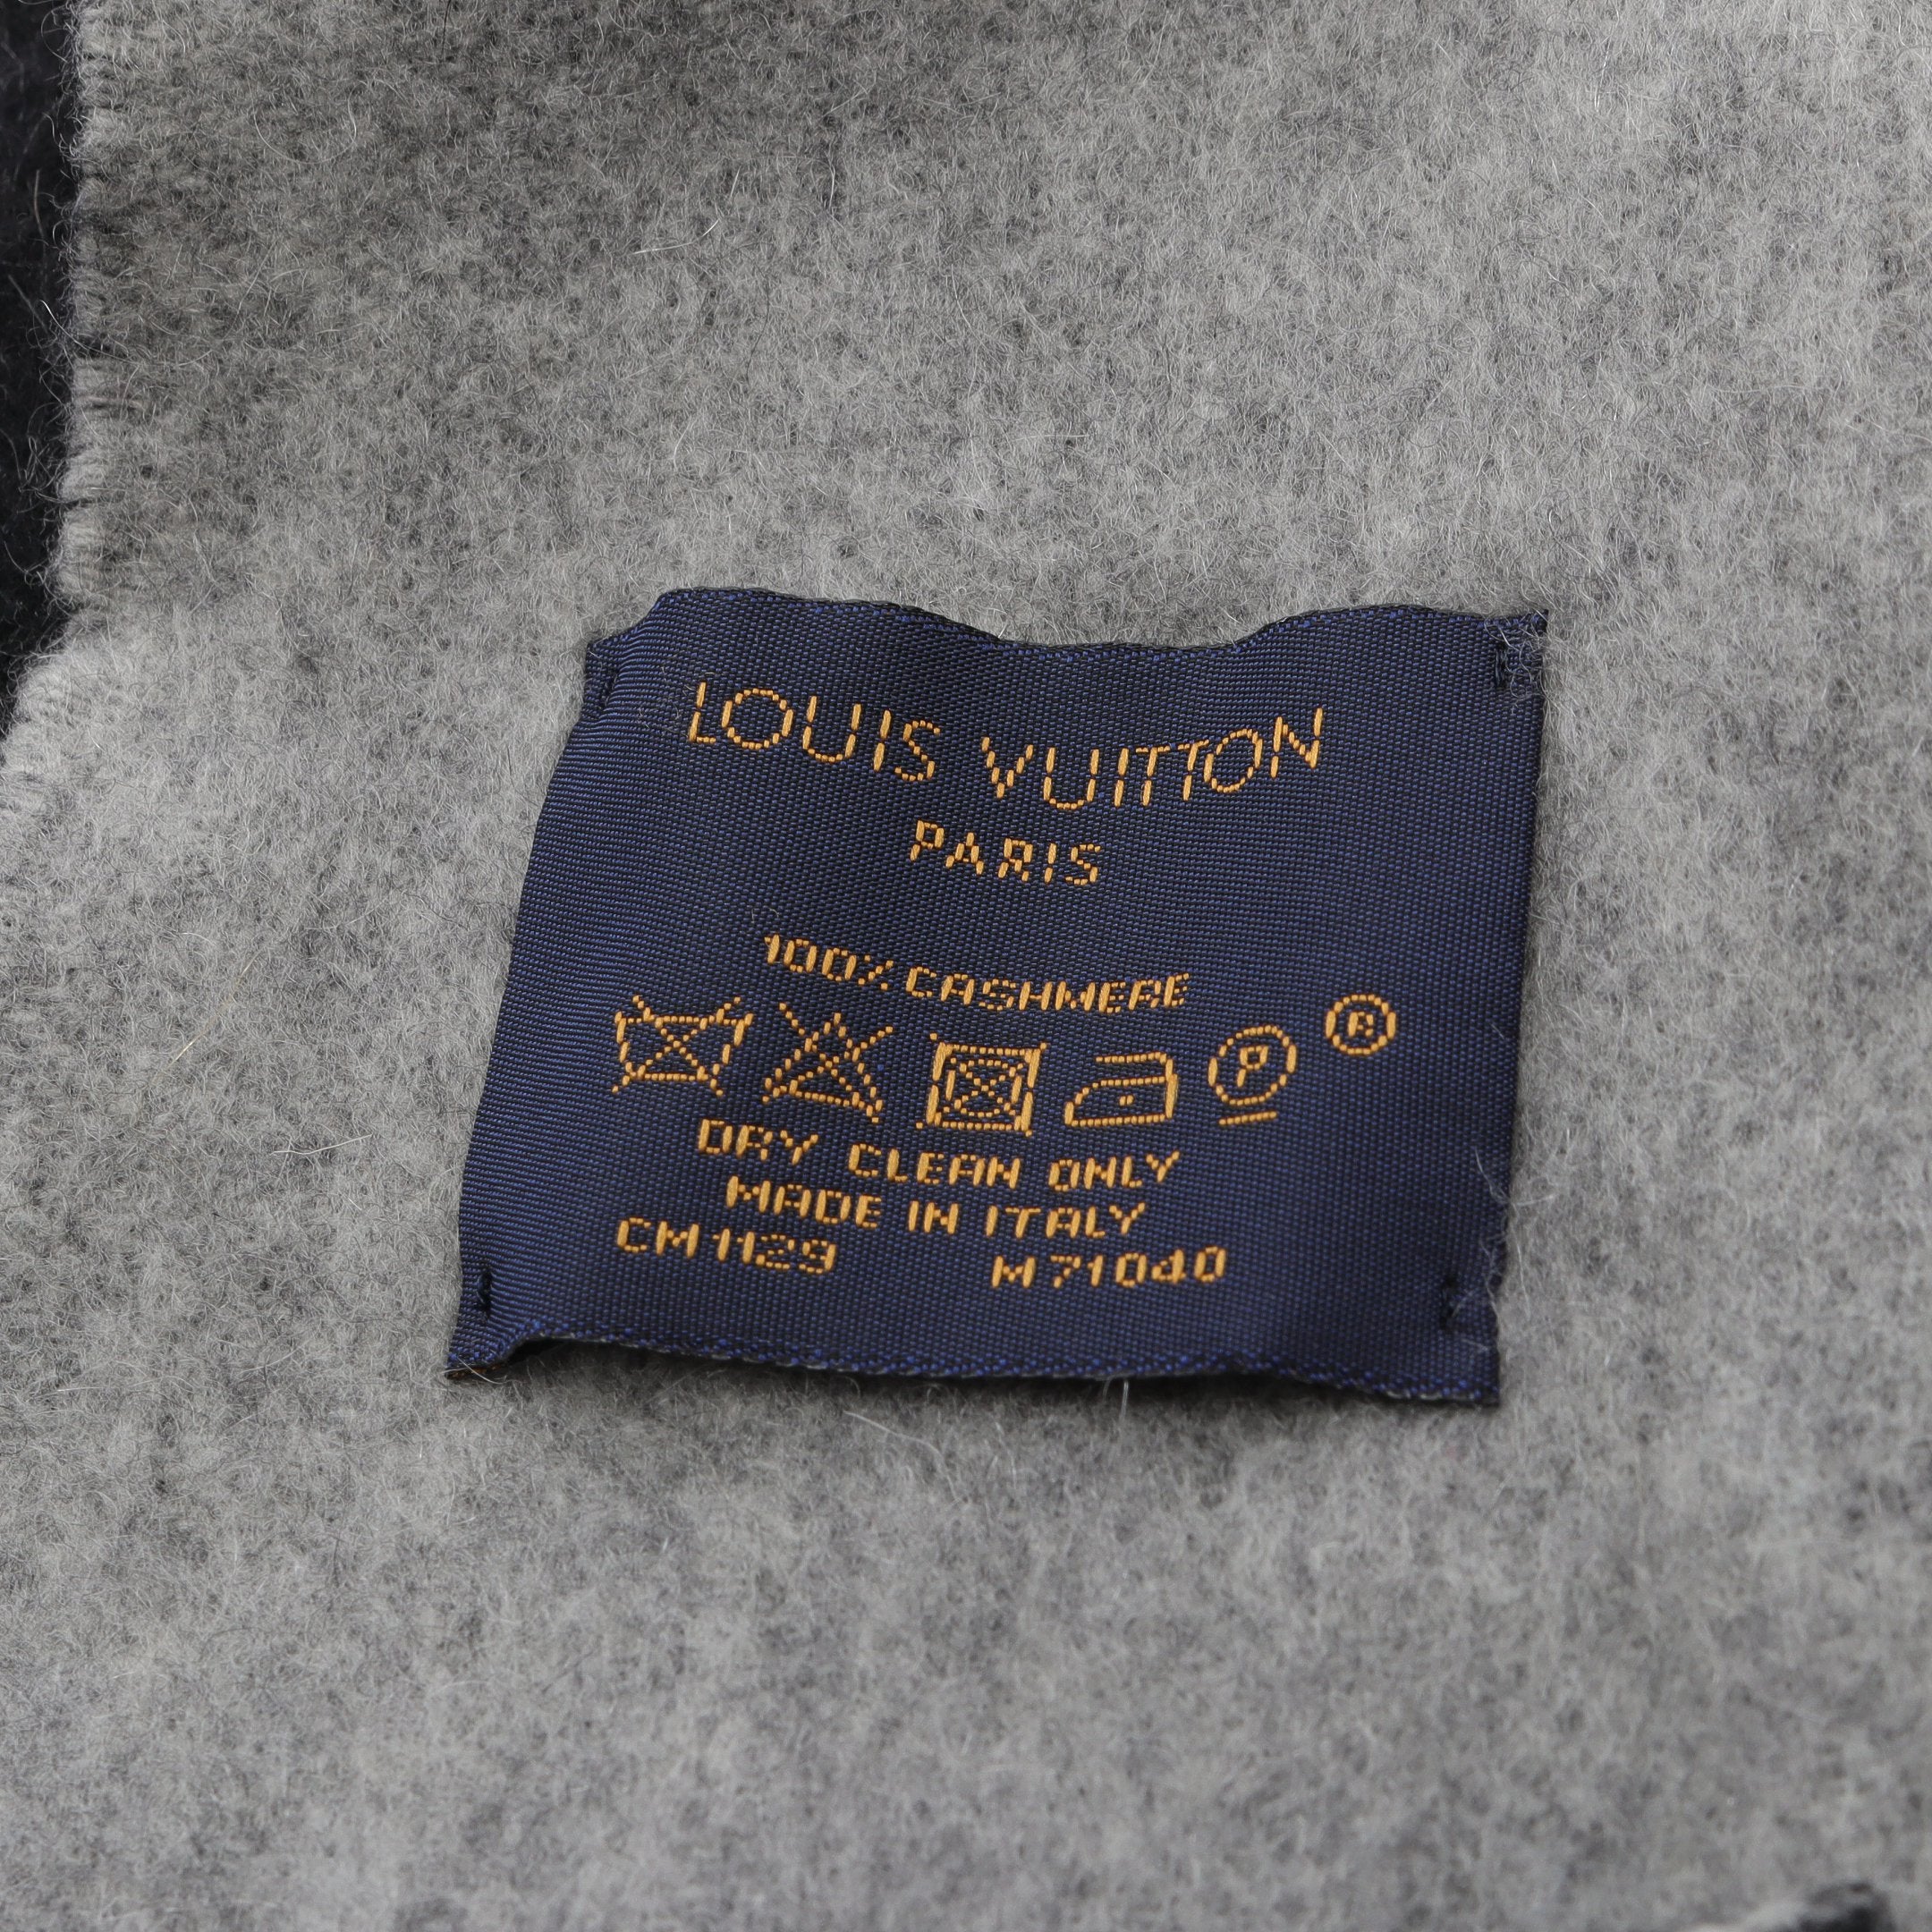 LOUIS VUITTON
PARIS
100% CASHMERE
P ®
DRY CLEAN ONLY
MADE IN ITALY
CM1129 M71040